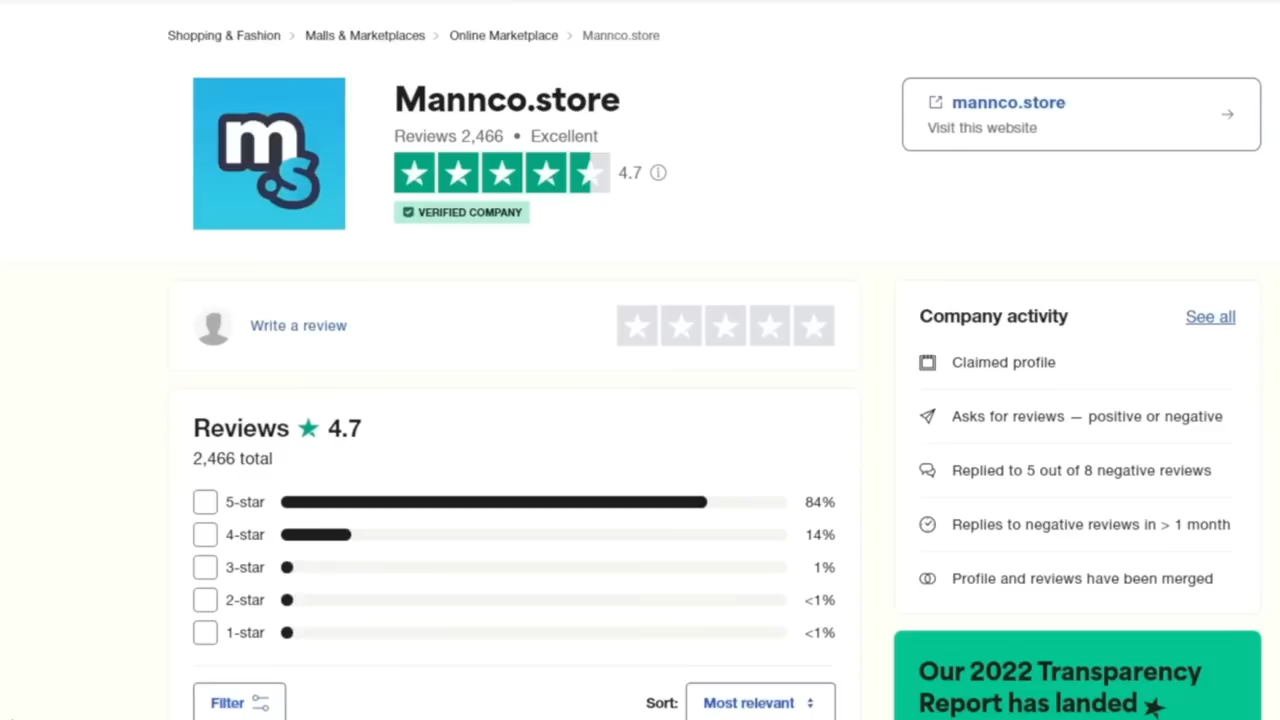 Shopping & Fashion > Malls & Marketplaces > Online Marketplace > Mannco.store
m.s
Mannco.store
Reviews 2,466 • Excellent
4.7
VERIFIED COMPANY
mannco.store
Visit this website
Write a review
Reviews ★ 4.7
2,466 total
5-star 84%
4-star 14%
3-star 1%
2-star <1%
1-star <1%
Filter
Sort: Most relevant
Company activity See all
Claimed profile
Asks for reviews — positive or negative
Replied to 5 out of 8 negative reviews
Replies to negative reviews in > 1 month
Profile and reviews have been merged
Our 2022 Transparency
Report has landed